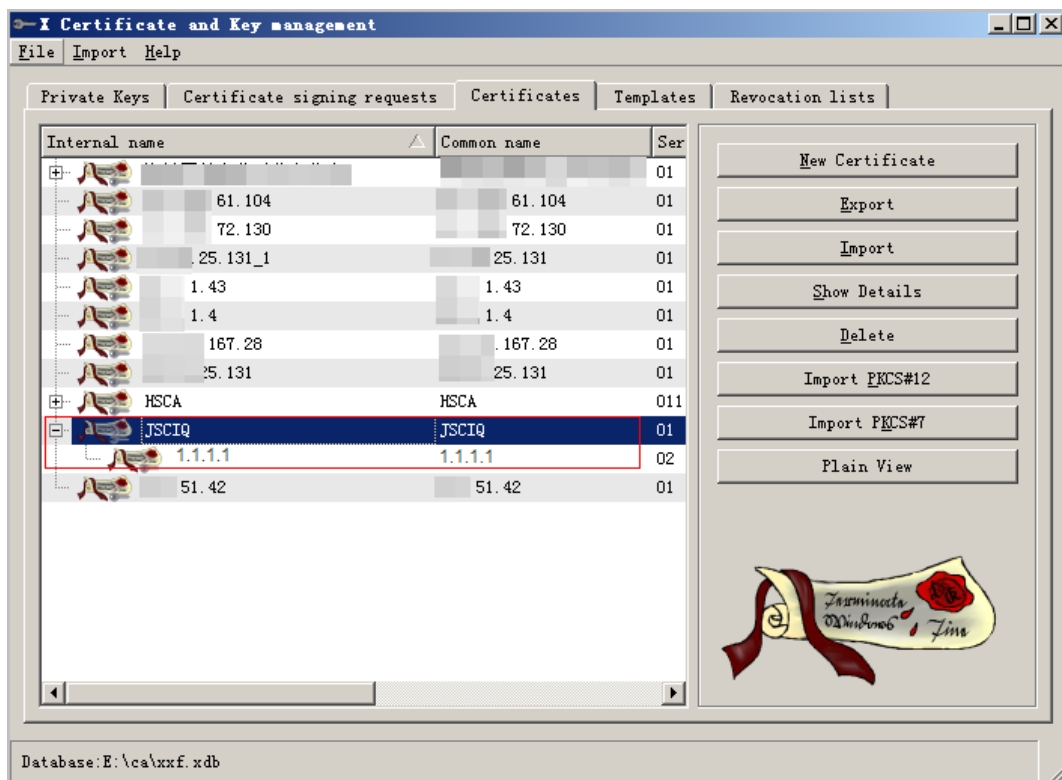 X Certificate and Key management
File Import Help
Private Keys Certificate signing requests Certificates Templates Revocation lists
Internal name Common name Ser
01
61.104 61.104 01
72.130 72.130 01
.25.131_1 25.131 01
1.43 1.43 01
1.4 1.4 01
167.28 .167.28 01
25.131 25.131 01
HSCA HSCA 011
JSCIQ JSCIQ 01
1.1.1.1 1.1.1.1 02
51.42 51.42 01
New Certificate
Export
Import
Show Details
Delete
Import PKCS#12
Import PKCS#7
Plain View
Windows
Database:E:\ca\xxf.xdb